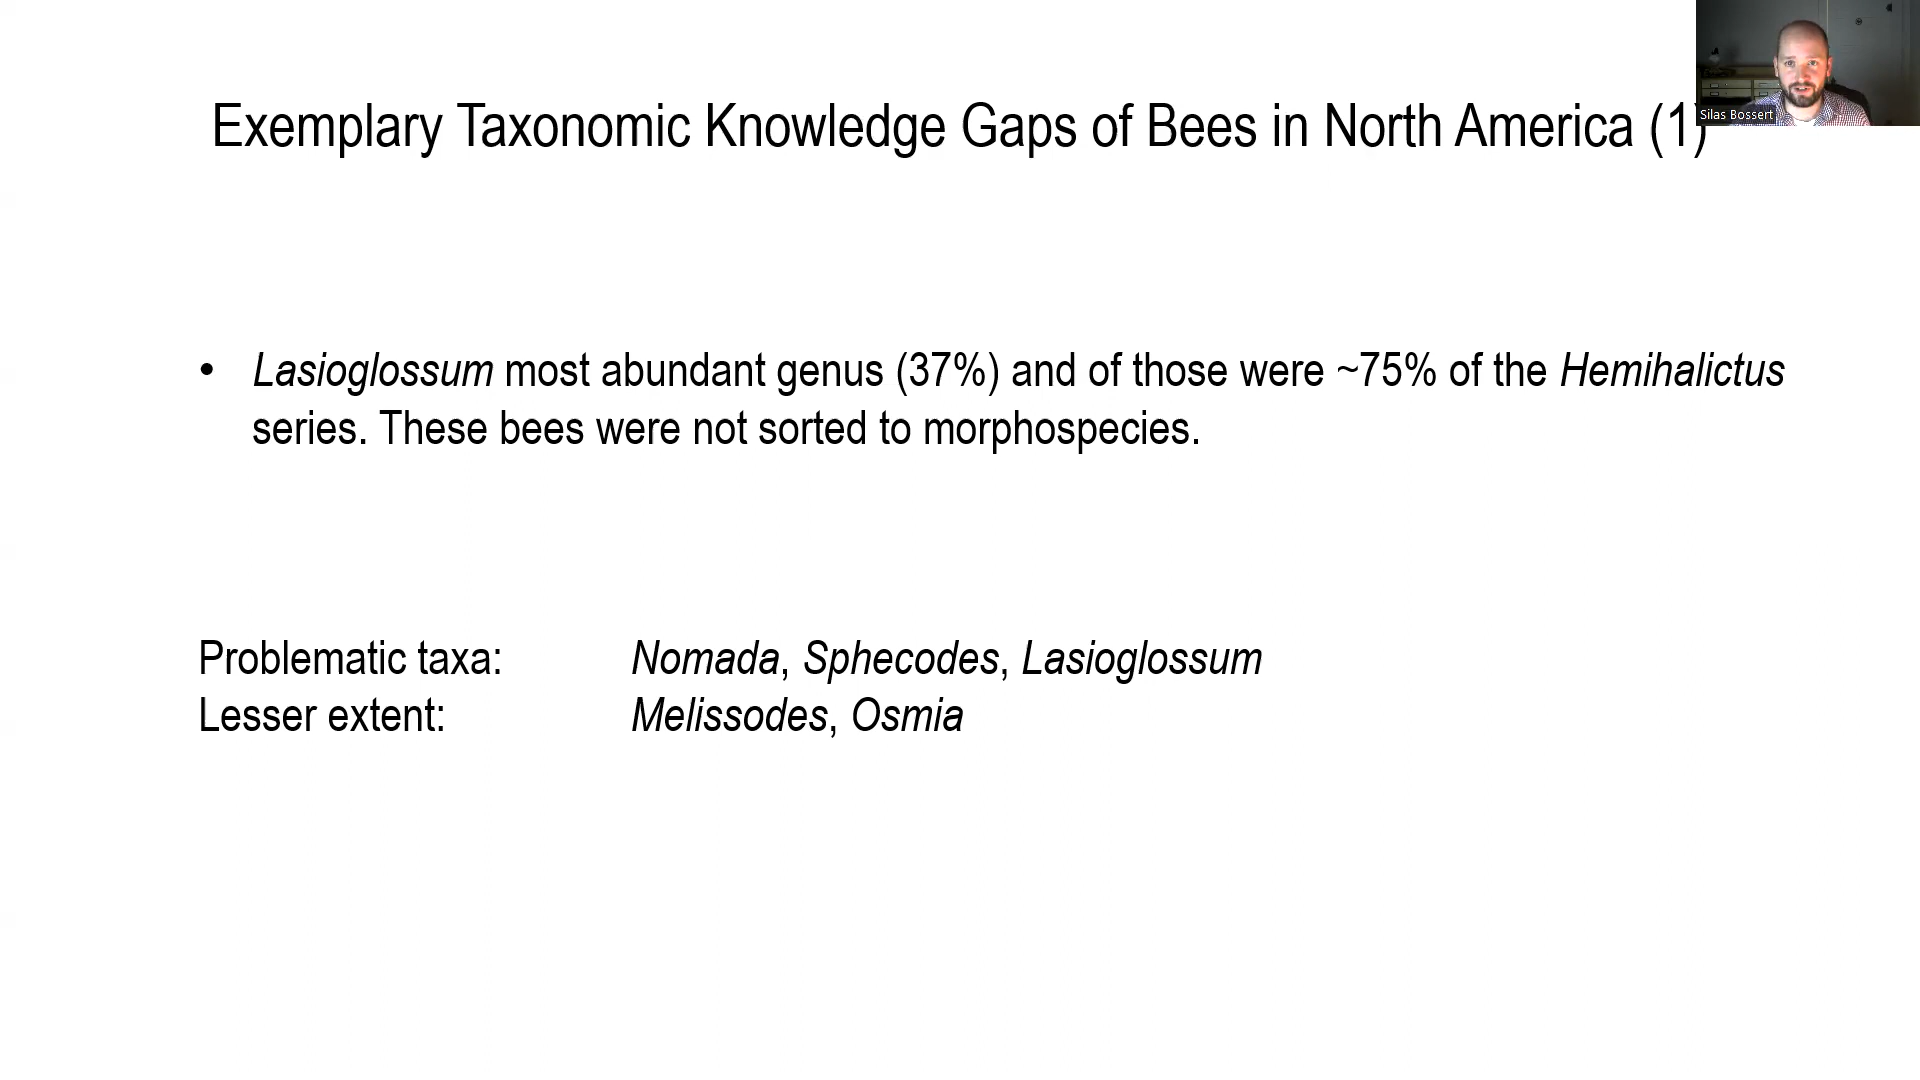 Exemplary Taxonomic Knowledge Gaps of Bees in North America (1)
Silas Bossert
• Lasioglossum most abundant genus (37%) and of those were ~75% of the Hemihalictus
series. These bees were not sorted to morphospecies.
Problematic taxa: Nomada, Sphecodes, Lasioglossum
Lesser extent: Melissodes, Osmia